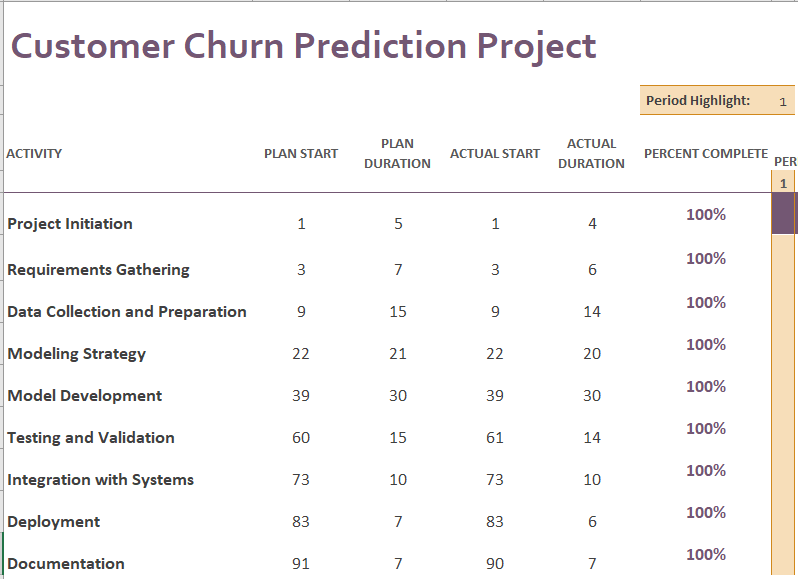 Customer Churn Prediction Project
Period Highlight: 1
ACTIVITY PLAN START PLAN DURATION ACTUAL START ACTUAL DURATION PERCENT COMPLETE PER
1
Project Initiation 1 5 1 4 100%
Requirements Gathering 3 7 3 6 100%
Data Collection and Preparation 9 15 9 14 100%
Modeling Strategy 22 21 22 20 100%
Model Development 39 30 39 30 100%
Testing and Validation 60 15 61 14 100%
Integration with Systems 73 10 73 10 100%
Deployment 83 7 83 6 100%
Documentation 91 7 90 7 100%